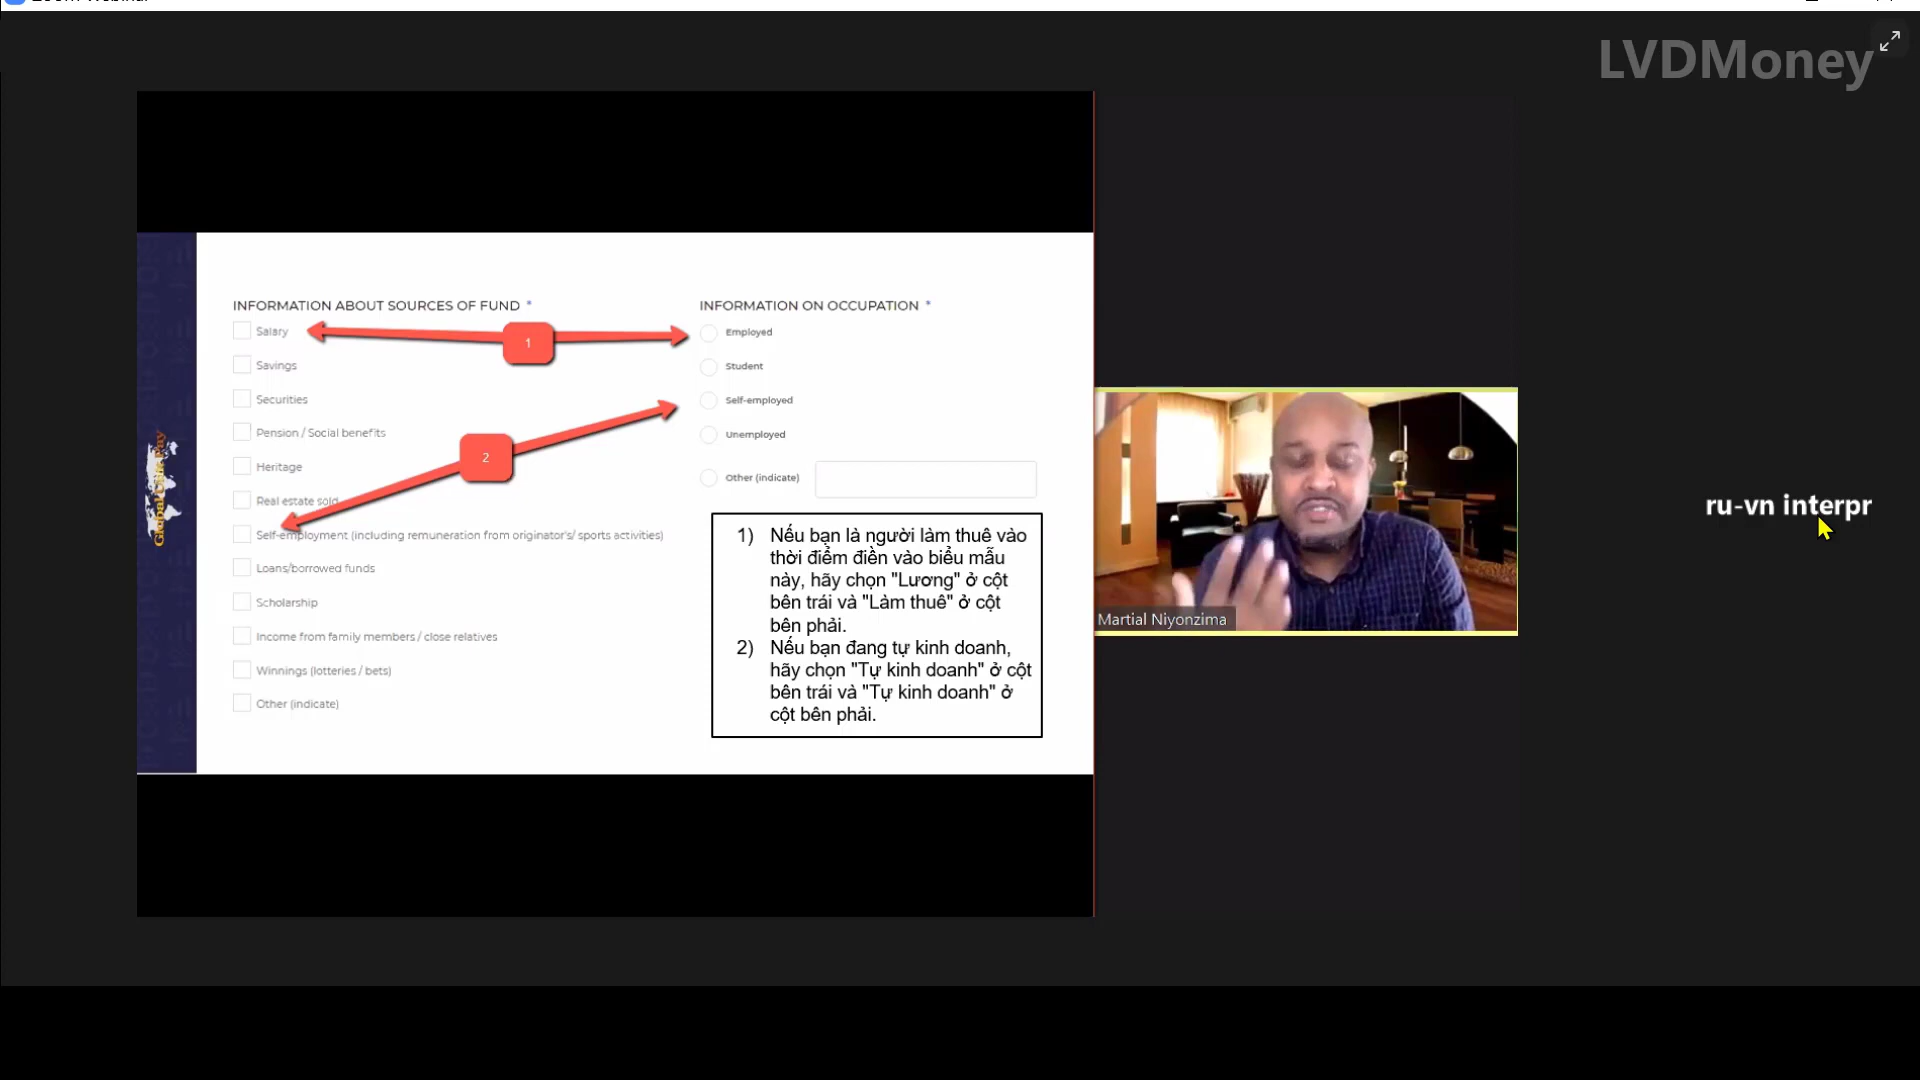 LVDMoney
INFORMATION ABOUT SOURCES OF FUND *
Salary
Savings
Securities
Pension / Social benefits
Heritage
Real estate sold
Self-employment (including remuneration from originator's/ sports activities)
Loans/borrowed funds
Scholarship
Income from family members / close relatives
Winnings (lotteries / bets)
Other (indicate)
1
2
INFORMATION ON OCCUPATION *
Employed
Student
Self-employed
Unemployed
Other (indicate)
1) Nếu bạn là người làm thuê vào
thời điểm điền vào biểu mẫu
này, hãy chọn "Lương" ở cột
bên trái và "Làm thuê" ở cột
bên phải.
2) Nếu bạn đang tự kinh doanh,
hãy chọn "Tự kinh doanh" ở cột
bên trái và "Tự kinh doanh" ở
cột bên phải.
Martial Niyonzima
ru-vn interpr